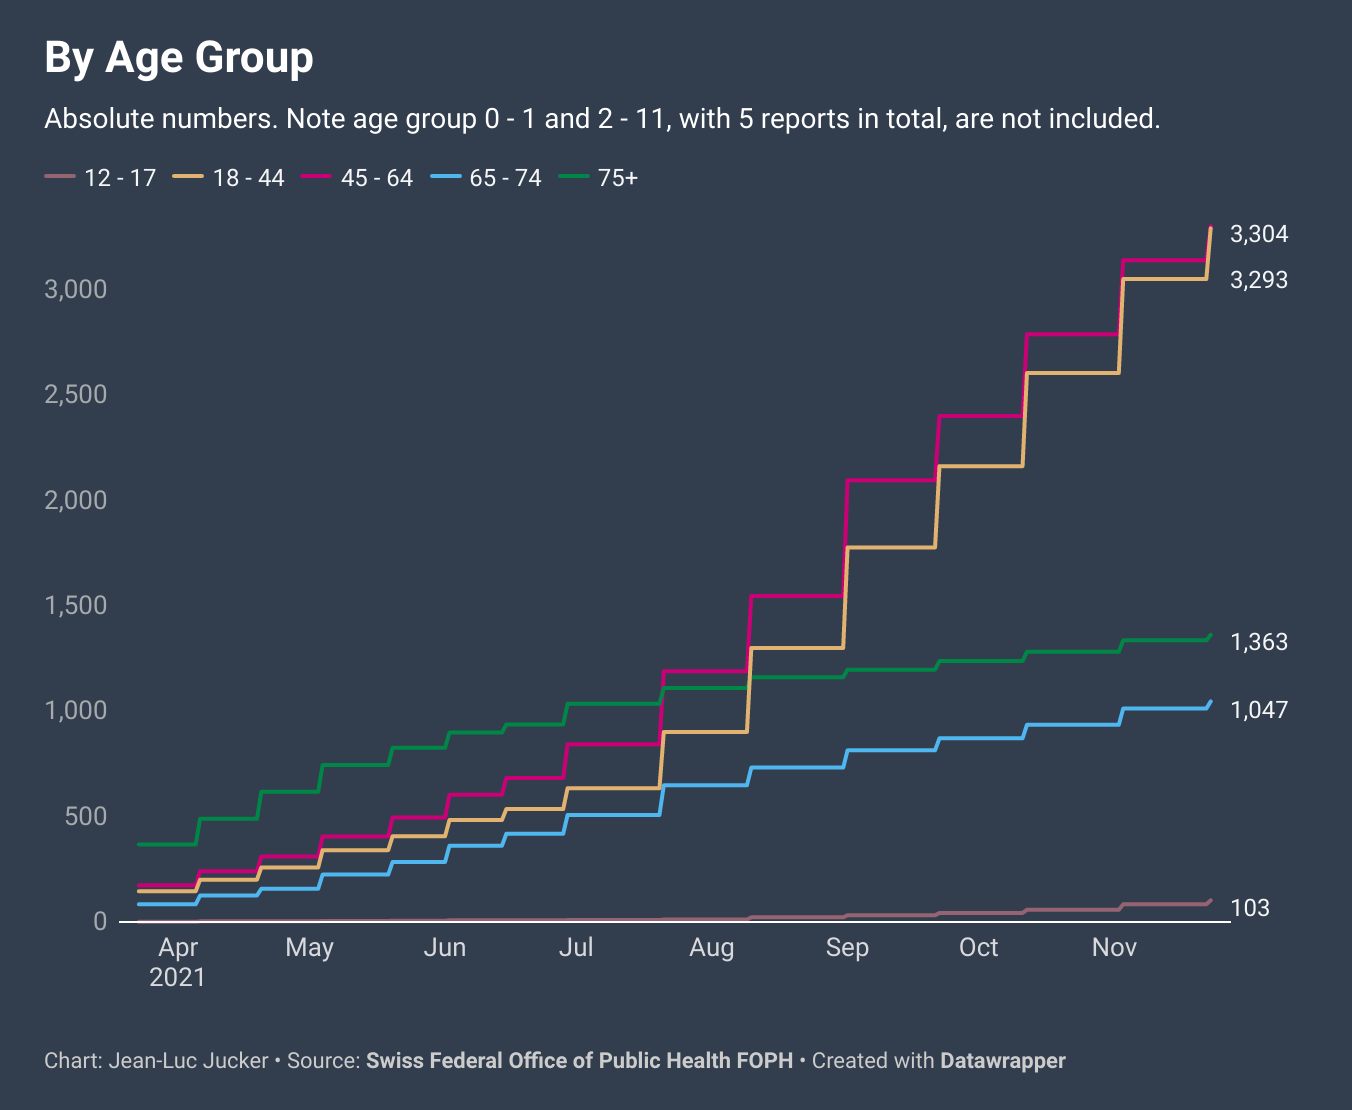 By Age Group
Absolute numbers. Note age group 0 - 1 and 2 - 11, with 5 reports in total, are not included.
12 - 17 18 - 44 45 - 64 65 - 74 75+
3,304
3,293
3,000
2,500
2,000
1,500
1,363
1,000
1,047
500
103
0
Apr May Jun Jul Aug Sep Oct Nov
2021
Chart: Jean-Luc Jucker • Source: Swiss Federal Office of Public Health FOPH • Created with Datawrapper